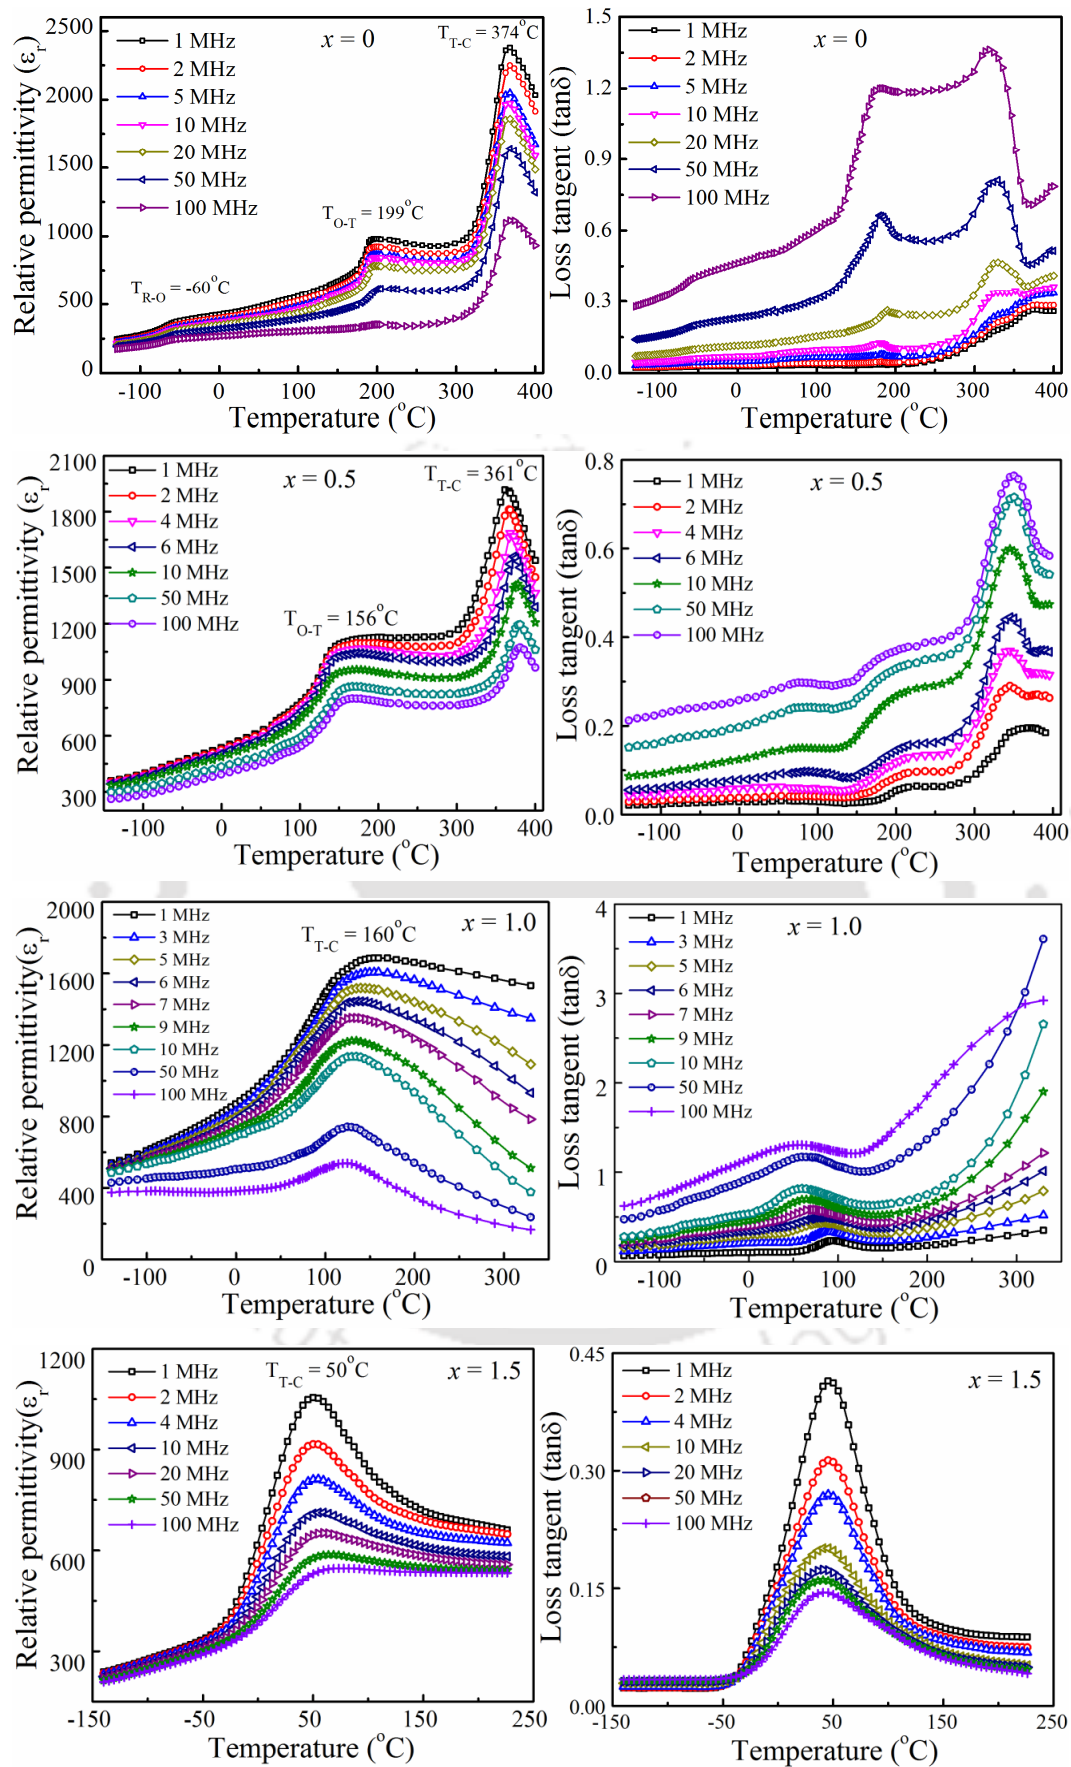 2500
2000
1500
1000
500
0
Relative permittivity (εr)
1 MHz
2 MHz
5 MHz
10 MHz
20 MHz
50 MHz
100 MHz
x = 0
TT-C = 374°C
TO-T = 199°C
TR-O = -60°C
-100 0 100 200 300 400
Temperature (°C)
1.5
1.2
0.9
0.6
0.3
0.0
Loss tangent (tanδ)
1 MHz
2 MHz
5 MHz
10 MHz
20 MHz
50 MHz
100 MHz
x = 0
-100 0 100 200 300 400
Temperature (°C)
2100
1800
1500
1200
900
600
300
Relative permittivity (εr)
1 MHz
2 MHz
4 MHz
6 MHz
10 MHz
50 MHz
100 MHz
x = 0.5
TT-C = 361°C
TO-T = 156°C
-100 0 100 200 300 400
Temperature (°C)
0.8
0.6
0.4
0.2
0.0
Loss tangent (tanδ)
1 MHz
2 MHz
4 MHz
6 MHz
10 MHz
50 MHz
100 MHz
x = 0.5
-100 0 100 200 300 400
Temperature (°C)
2000
1600
1200
800
400
0
Relative permittivity(εr)
1 MHz
3 MHz
5 MHz
6 MHz
7 MHz
9 MHz
10 MHz
50 MHz
100 MHz
x = 1.0
TT-C = 160°C
-100 0 100 200 300
Temperature (°C)
4
3
2
1
0
Loss tangent (tanδ)
1 MHz
3 MHz
5 MHz
6 MHz
7 MHz
9 MHz
10 MHz
50 MHz
100 MHz
x = 1.0
-100 0 100 200 300
Temperature (°C)
1200
900
600
300
Relative permittivity(εr)
1 MHz
2 MHz
4 MHz
10 MHz
20 MHz
50 MHz
100 MHz
TT-C = 50°C
x = 1.5
-150 -50 50 150 250
Temperature (°C)
0.45
0.30
0.15
0.00
Loss tangent (tanδ)
1 MHz
2 MHz
4 MHz
10 MHz
20 MHz
50 MHz
100 MHz
x = 1.5
-150 -50 50 150 250
Temperature (°C)